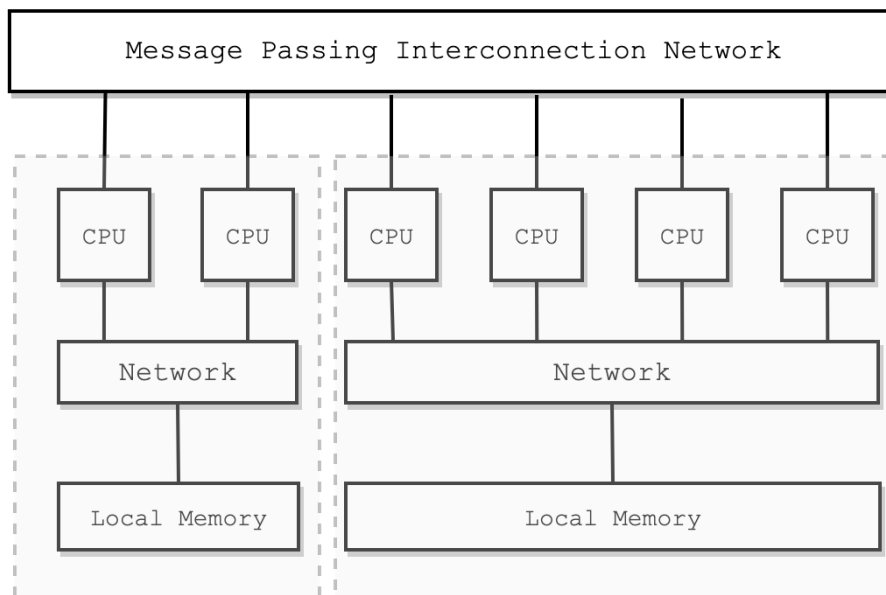 Message Passing Interconnection Network
CPU
CPU
CPU
CPU
CPU
CPU
Network
Network
Local Memory
Local Memory